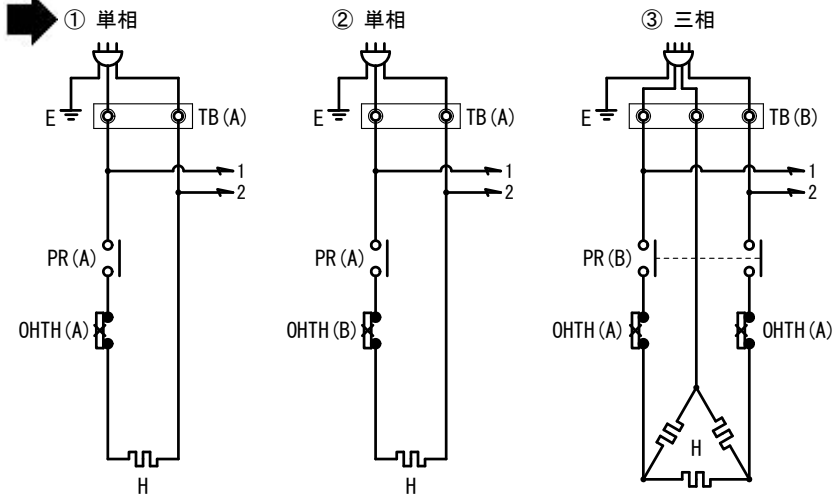 ① 単相
② 単相
③ 三相
E
TB(A)
E
TB(A)
E
TB(B)
1
2
1
2
1
2
PR(A)
PR(A)
PR(B)
OHTH(A)
OHTH(B)
OHTH(A)
OHTH(A)
H
H
H